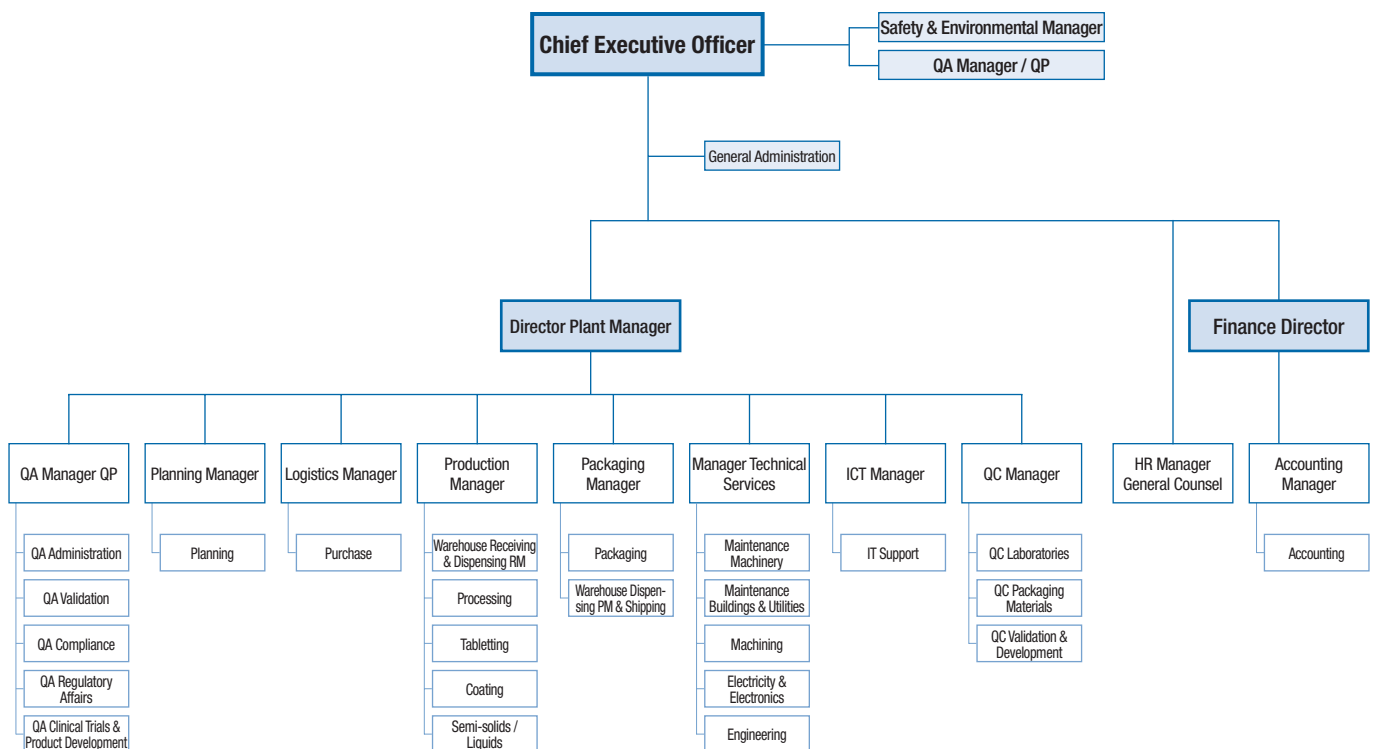 Chief Executive Officer
Safety & Environmental Manager
QA Manager / QP
General Administration
Director Plant Manager
Finance Director
QA Manager QP
Planning Manager
Logistics Manager
Production
Manager
Packaging
Manager
Manager Technical
Services
ICT Manager
QC Manager
HR Manager
General Counsel
Accounting
Manager
QA Administration
QA Validation
QA Compliance
QA Regulatory
Affairs
QA Clinical Trials &
Product Development
Planning
Purchase
Warehouse Receiving
& Dispensing RM
Processing
Tabletting
Coating
Semi-solids /
Liquids
Packaging
Warehouse Dispen-
sing PM & Shipping
Maintenance
Machinery
Maintenance
Buildings & Utilities
Machining
Electricity &
Electronics
Engineering
IT Support
QC Laboratories
QC Packaging
Materials
QC Validation &
Development
Accounting